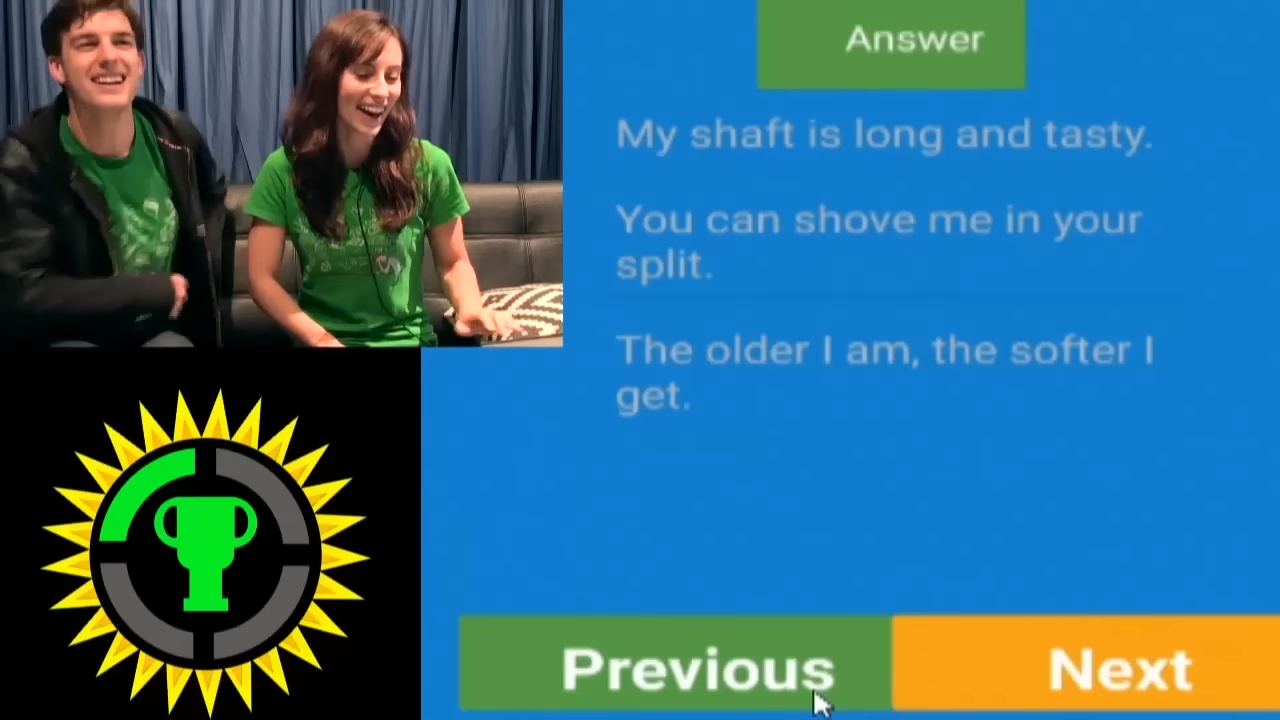 Answer
My shaft is long and tasty.
You can shove me in your
split.
The older I am, the softer I
get.
Previous
Next